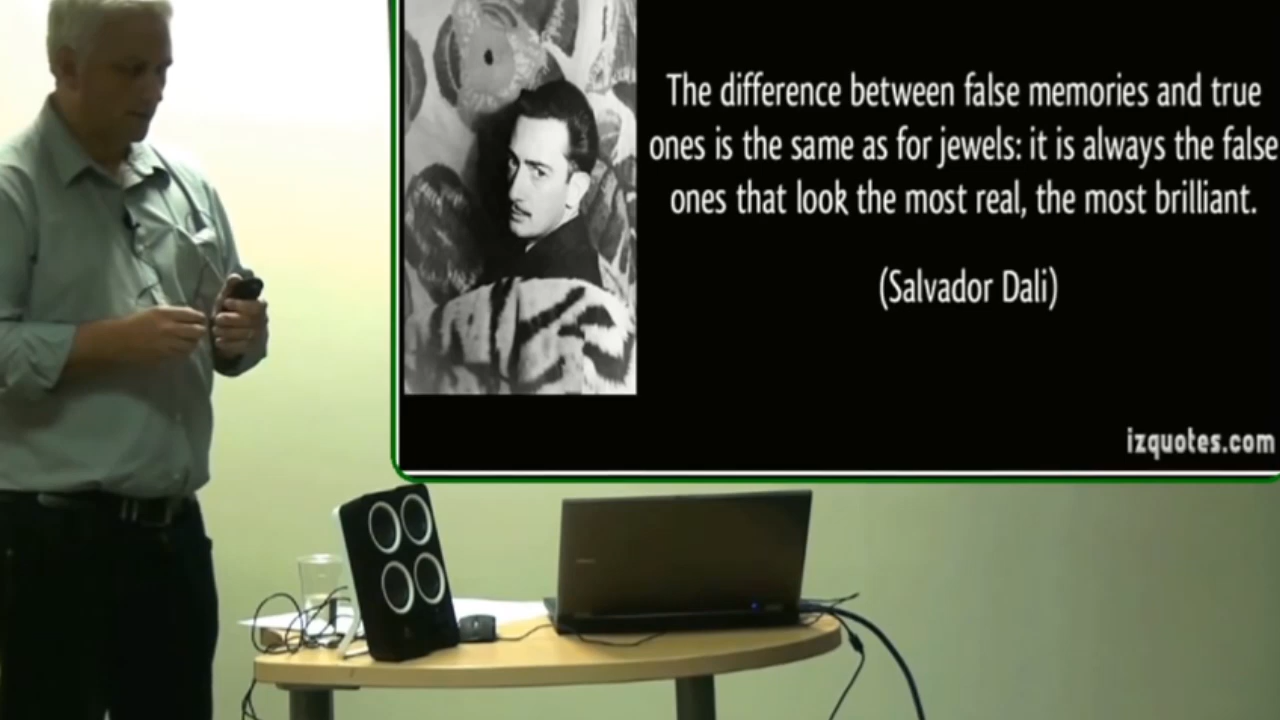 The difference between false memories and true
ones is the same as for jewels: it is always the false
ones that look the most real, the most brilliant.
(Salvador Dali)
izquotes.com